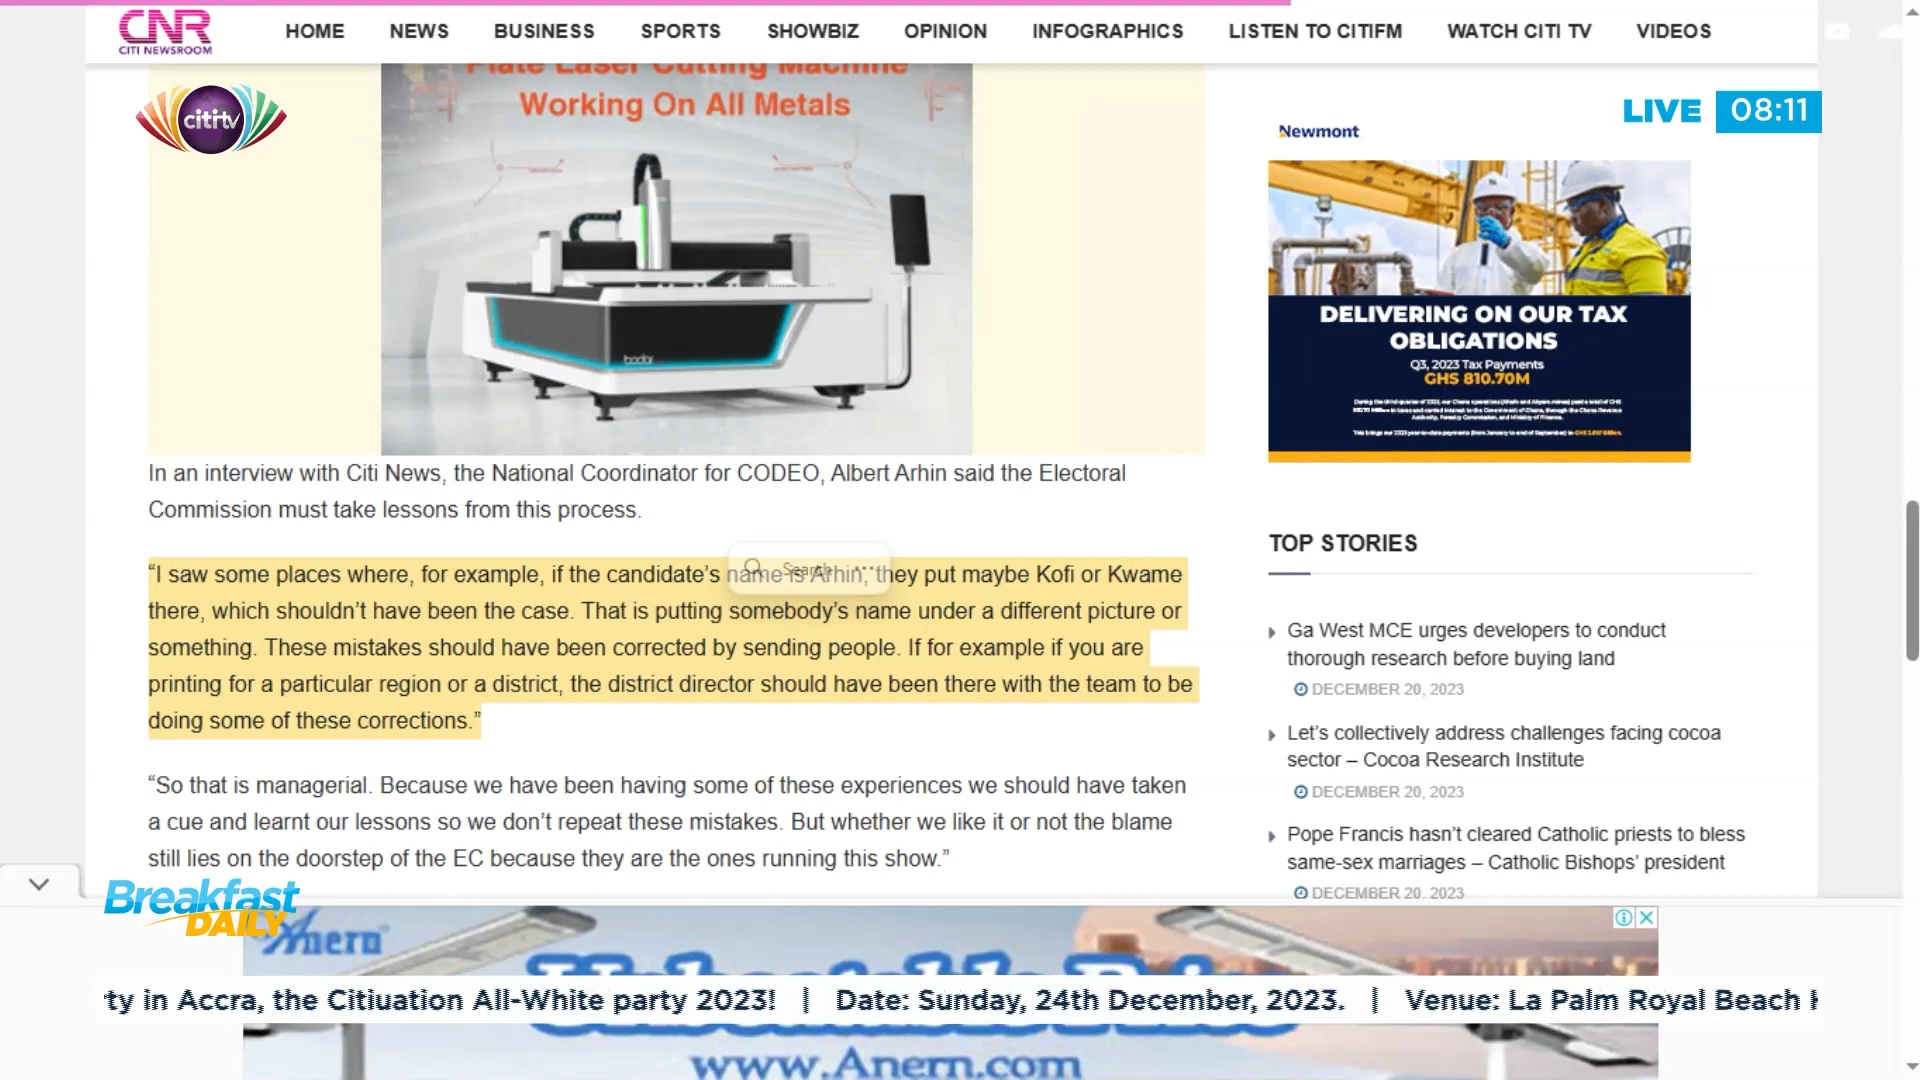 CNR
CITI NEWSROOM
HOME NEWS BUSINESS SPORTS SHOWBIZ OPINION INFOGRAPHICS LISTEN TO CITIFM WATCH CITI TV VIDEOS
Plate Laser Cutting Machine
Working On All Metals
cititv
LIVE 08:11
Newmont
bodor
DELIVERING ON OUR TAX
OBLIGATIONS
Q3, 2023 Tax Payments
GHS 810.70M
In an interview with Citi News, the National Coordinator for CODEO, Albert Arhin said the Electoral
Commission must take lessons from this process.
Search
“I saw some places where, for example, if the candidate’s name is Arhin, they put maybe Kofi or Kwame
there, which shouldn’t have been the case. That is putting somebody’s name under a different picture or
something. These mistakes should have been corrected by sending people. If for example if you are
printing for a particular region or a district, the district director should have been there with the team to be
doing some of these corrections.”
“So that is managerial. Because we have been having some of these experiences we should have taken
a cue and learnt our lessons so we don’t repeat these mistakes. But whether we like it or not the blame
still lies on the doorstep of the EC because they are the ones running this show.”
TOP STORIES
Ga West MCE urges developers to conduct
thorough research before buying land
DECEMBER 20, 2023
Let’s collectively address challenges facing cocoa
sector – Cocoa Research Institute
DECEMBER 20, 2023
Pope Francis hasn’t cleared Catholic priests to bless
same-sex marriages – Catholic Bishops’ president
DECEMBER 20, 2023
Breakfast
DAILY
Anern
ty in Accra, the Citiuation All-White party 2023! | Date: Sunday, 24th December, 2023. | Venue: La Palm Royal Beach
www.Anern.com